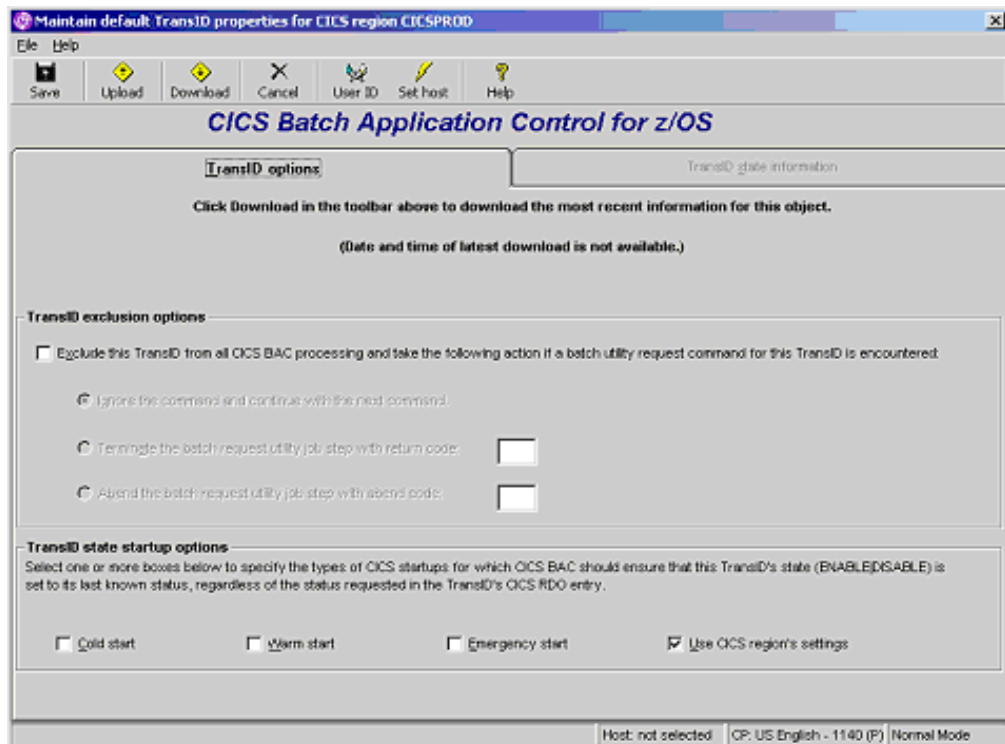 Maintain default TransID properties for CICS region CICSPROD
File Help
Save Upload Download Cancel User ID Set host Help
CICS Batch Application Control for z/OS
TransID options TransID state information
Click Download in the toolbar above to download the most recent information for this object.
(Date and time of latest download is not available.)
TransID exclusion options
Exclude this TransID from all CICS BAC processing and take the following action if a batch utility request command for this TransID is encountered:
Ignore the command and continue with the next command.
Terminate the batch request utility job step with return code:
Abend the batch request utility job step with abend code:
TransID state startup options
Select one or more boxes below to specify the types of CICS startups for which CICS BAC should ensure that this TransID's state (ENABLE|DISABLE) is
set to its last known status, regardless of the status requested in the TransID's CICS RDO entry.
Cold start Warm start Emergency start Use CICS region's settings
Host: not selected CP: US English - 1140 (P) Normal Mode